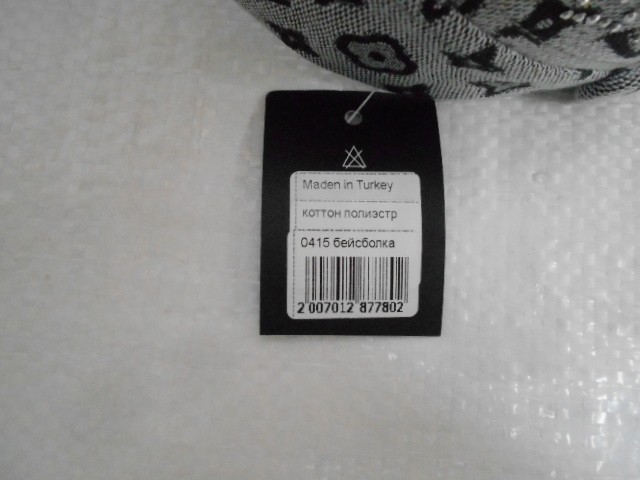 Maden in Turkey
коттон полиэстр
0415 бейсболка
2 007012 877802